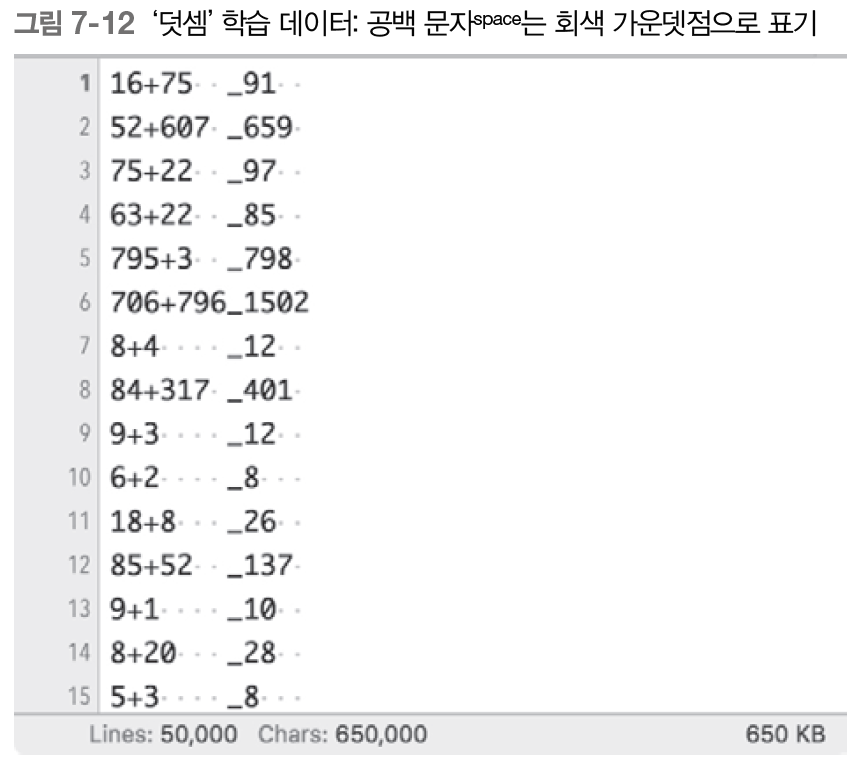 그림 7-12 '덧셈' 학습 데이터: 공백 문자space는 회색 가운뎃점으로 표기
1 16+75·· _91··
2 52+607· _659·
3 75+22·· _97··
4 63+22·· _85··
5 795+3·· _798·
6 706+796_1502
7 8+4···· _12··
8 84+317· _401·
9 9+3···· _12··
10 6+2···· _8···
11 18+8··· _26··
12 85+52·· _137·
13 9+1···· _10··
14 8+20··· _28··
15 5+3···· _8···
Lines: 50,000 Chars: 650,000 650 KB